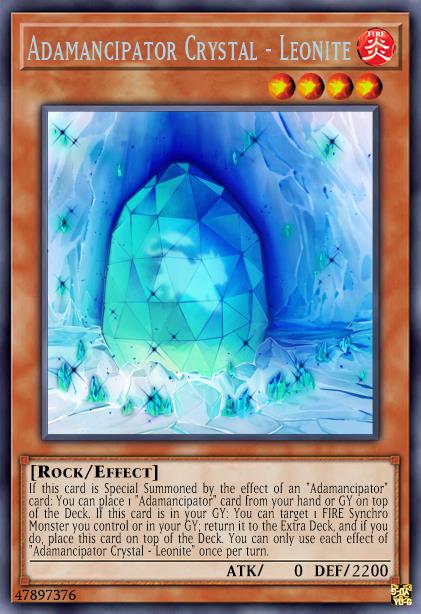 ADAMANCIPATOR CRYSTAL - LEONITE
FIRE
炎
[ROCK/EFFECT]
If this card is Special Summoned by the effect of an "Adamancipator"
card: You can place 1 "Adamancipator" card from your hand or GY on top
of the Deck. If this card is in your GY: You can target 1 FIRE Synchro
Monster you control or in your GY; return it to the Extra Deck, and if you
do, place this card on top of the Deck. You can only use each effect of
"Adamancipator Crystal - Leonite" once per turn.
ATK/ 0 DEF/2200
47897376